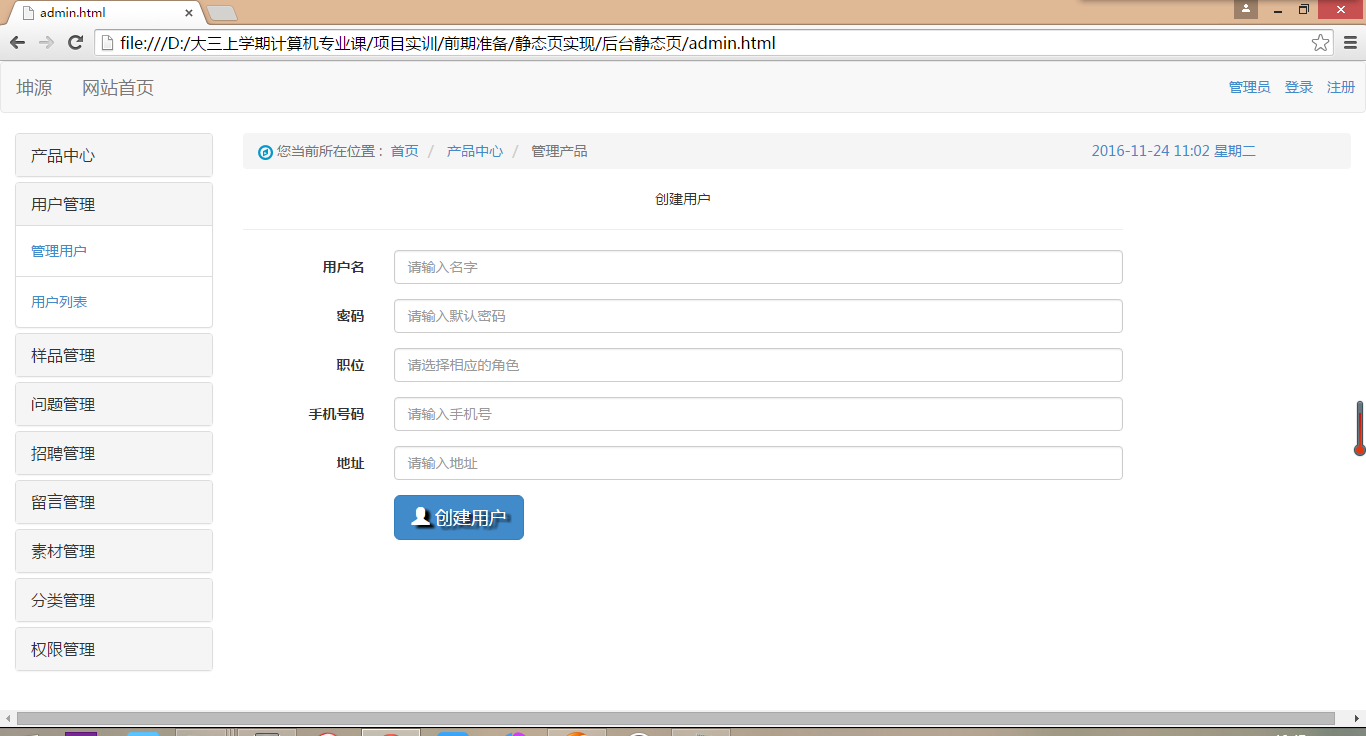 admin.html
file:///D:/大三上学期计算机专业课/项目实训/前期准备/静态页实现/后台静态页/admin.html
坤源 网站首页 管理员 登录 注册
产品中心
用户管理
管理用户
用户列表
样品管理
问题管理
招聘管理
留言管理
素材管理
分类管理
权限管理
您当前所在位置： 首页 / 产品中心 / 管理产品 2016-11-24 11:02 星期二
创建用户
用户名 请输入名字
密码 请输入默认密码
职位 请选择相应的角色
手机号码 请输入手机号
地址 请输入地址
创建用户